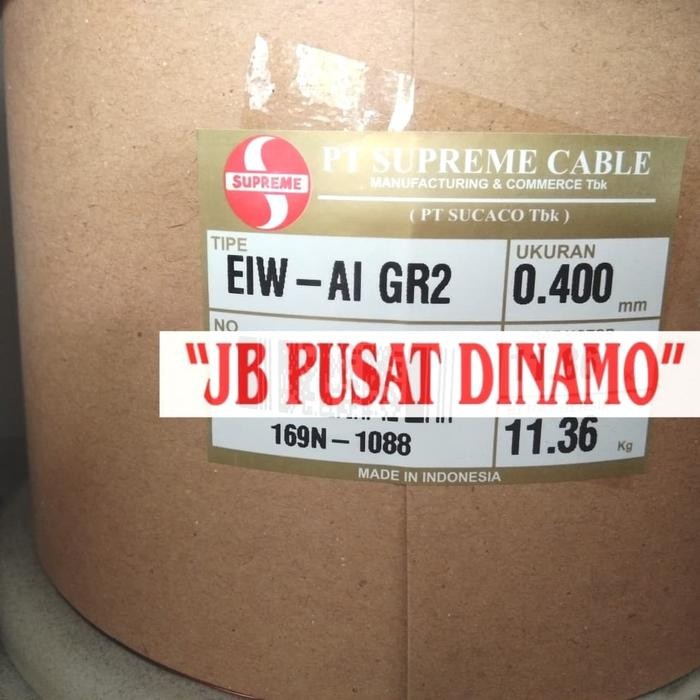 SUPREME
PT SUPREME CABLE
MANUFACTURING & COMMERCE Tbk
( PT SUCACO Tbk )
TIPE
EIW-AI GR2
UKURAN
0.400 mm
NO
"JB PUSAT DINAMO"
169N-1088
11.36 Kg
MADE IN INDONESIA